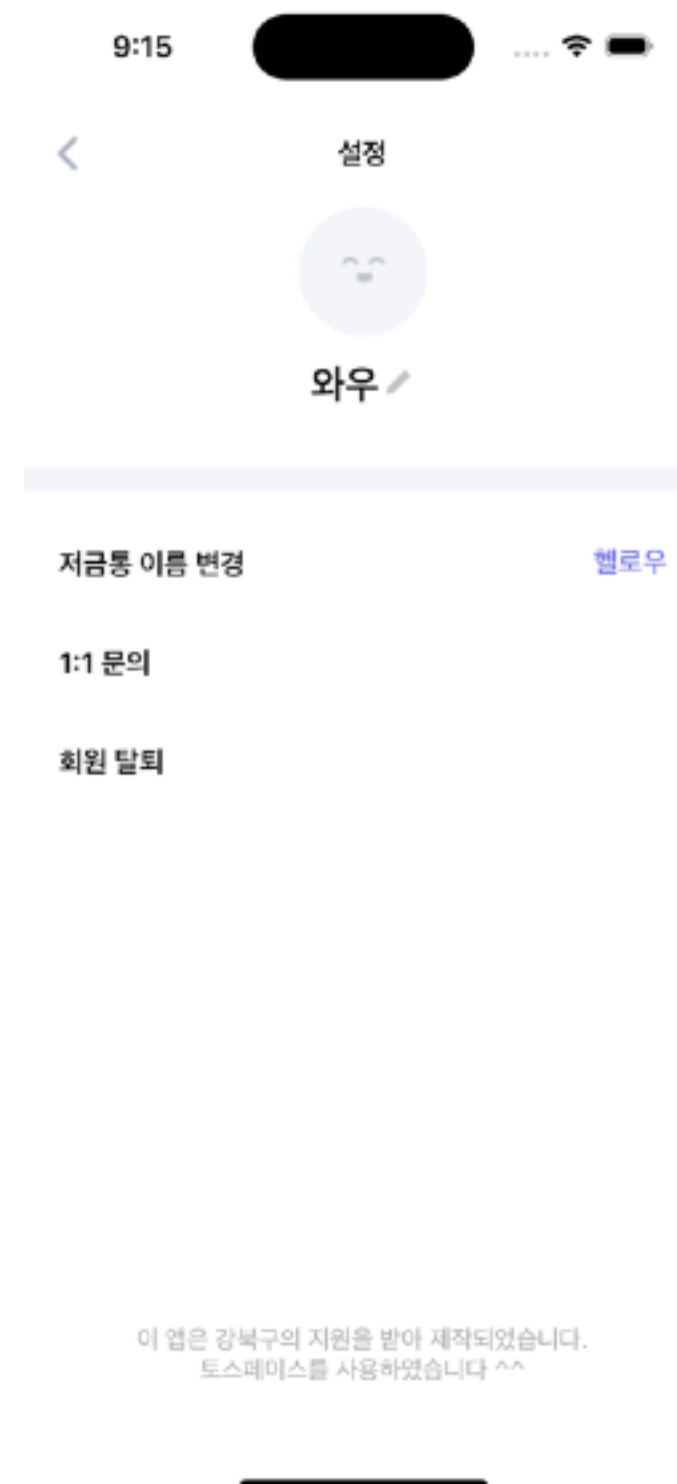 9:15
설정
와우
저금통 이름 변경
헬로우
1:1 문의
회원 탈퇴
이 앱은 강북구의 지원을 받아 제작되었습니다.
토스페이스를 사용하였습니다 ^^